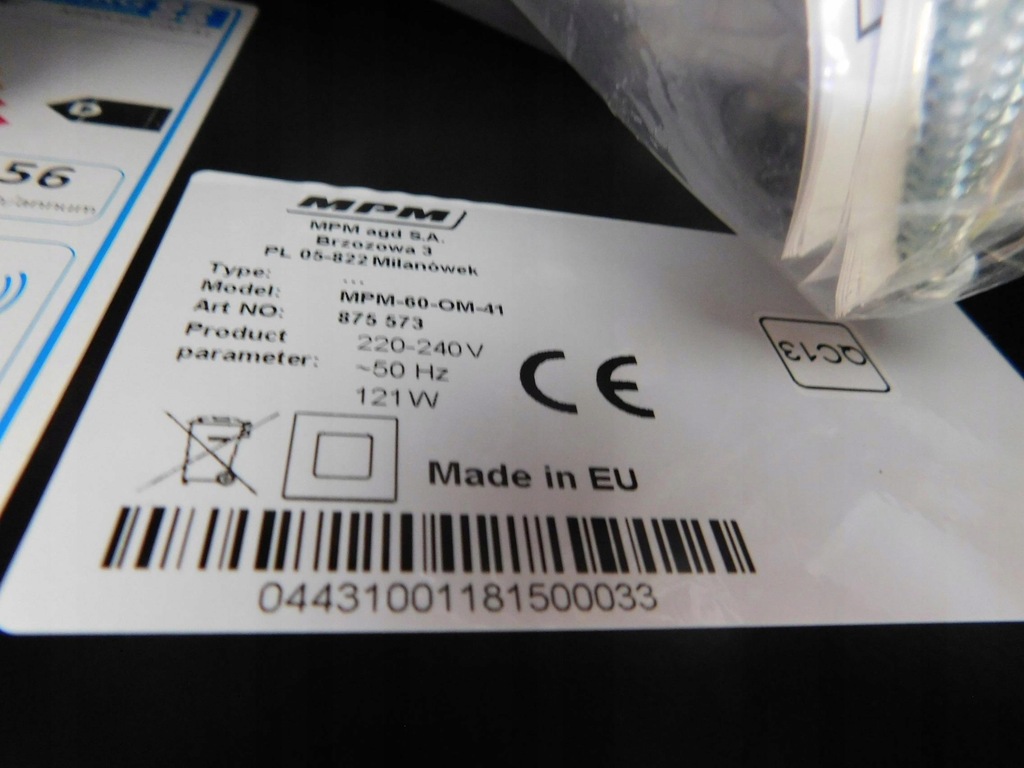 56
MPM
MPM agd S.A.
Brzozowa 3
PL 05-822 Milanówek
Type: ...
Model: MPM-60-OM-41
Art NO: 875 573
Product parameter: 220-240V
~50 Hz
121W
CE
QC13
Made in EU
04431001181500033